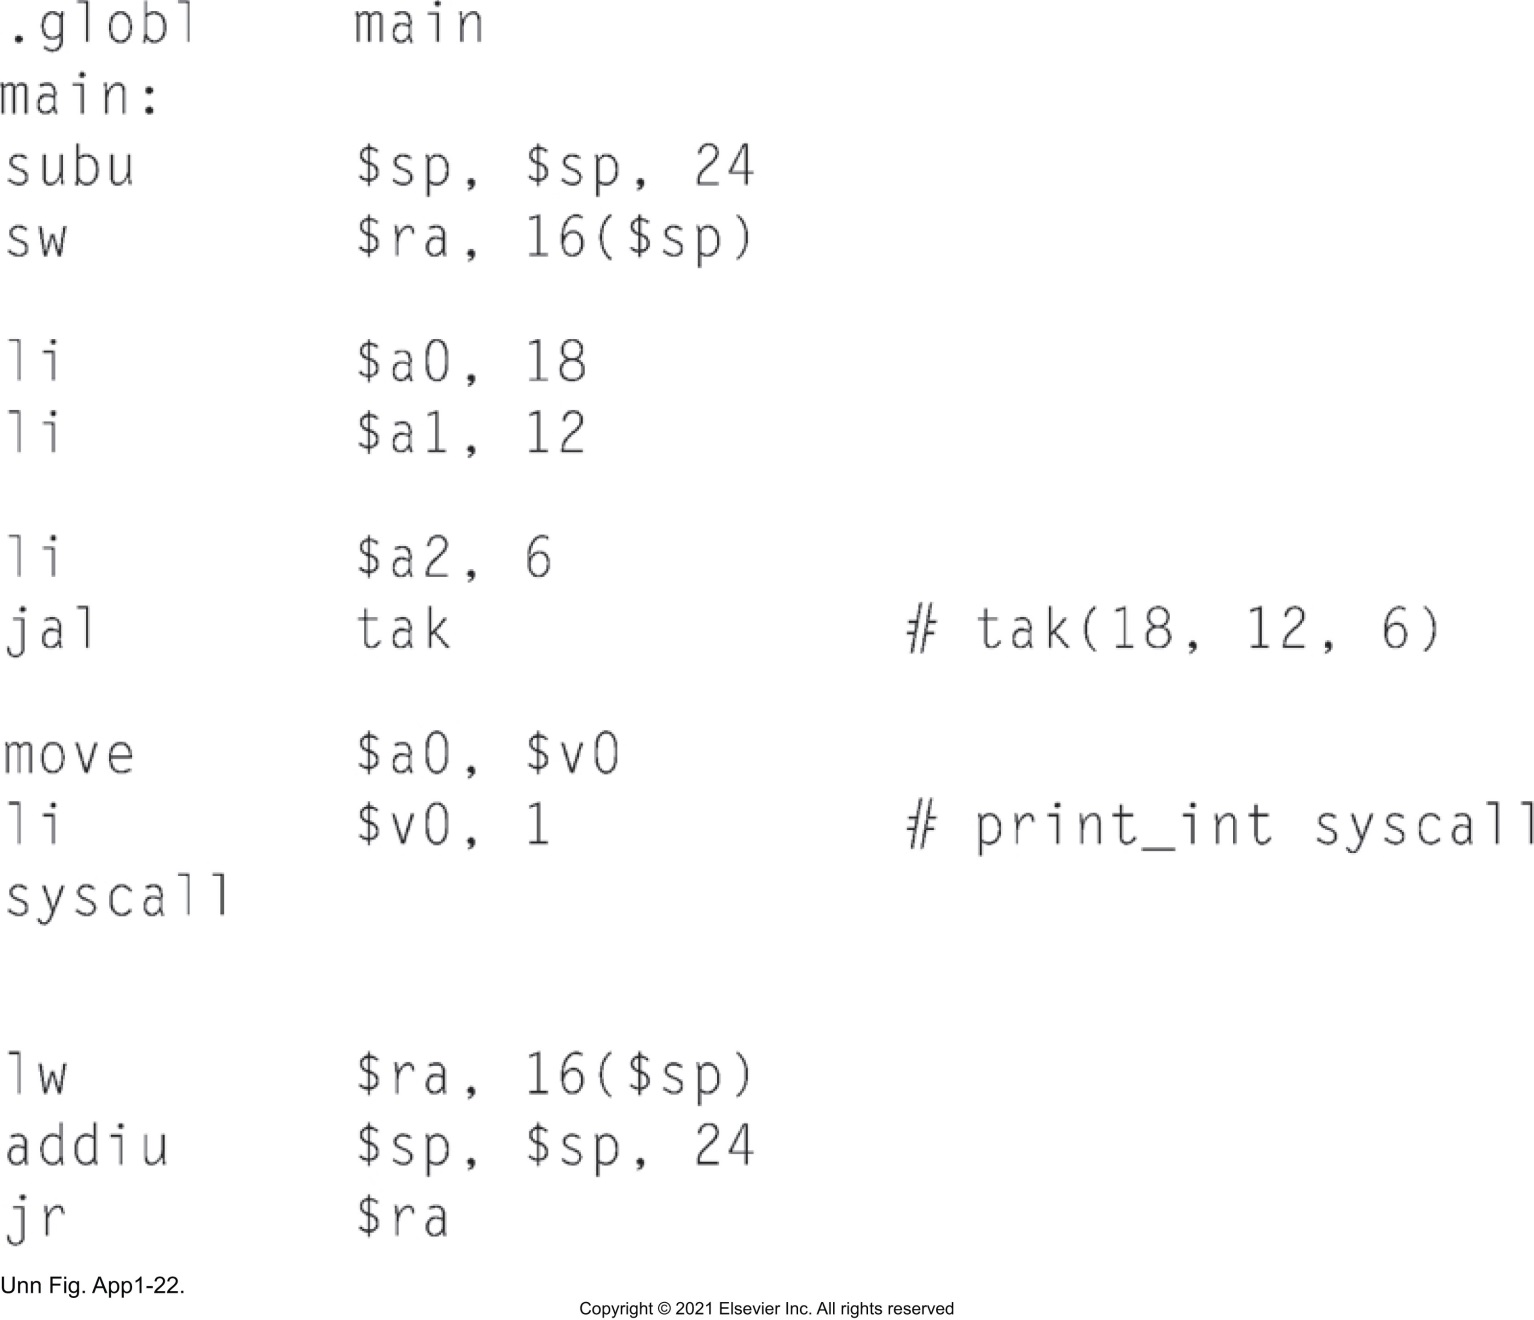 .globl main
main:
subu $sp, $sp, 24
sw $ra, 16($sp)
li $a0, 18
li $a1, 12
li $a2, 6
jal tak # tak(18, 12, 6)
move $a0, $v0
li $v0, 1 # print_int syscall
syscall
lw $ra, 16($sp)
addiu $sp, $sp, 24
jr $ra
Unn Fig. App1-22.
Copyright © 2021 Elsevier Inc. All rights reserved